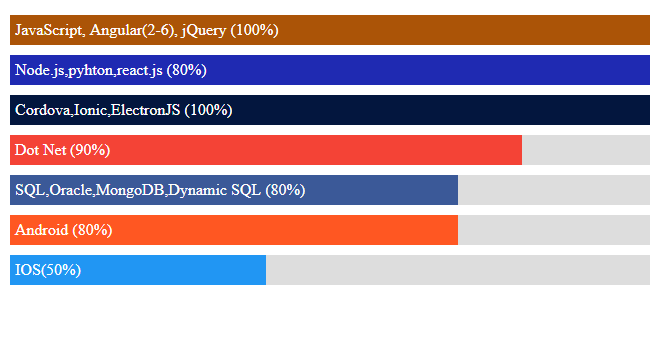 JavaScript, Angular(2-6), jQuery (100%)
Node.js,pyhton,react.js (80%)
Cordova,Ionic,ElectronJS (100%)
Dot Net (90%)
SQL,Oracle,MongoDB,Dynamic SQL (80%)
Android (80%)
IOS(50%)